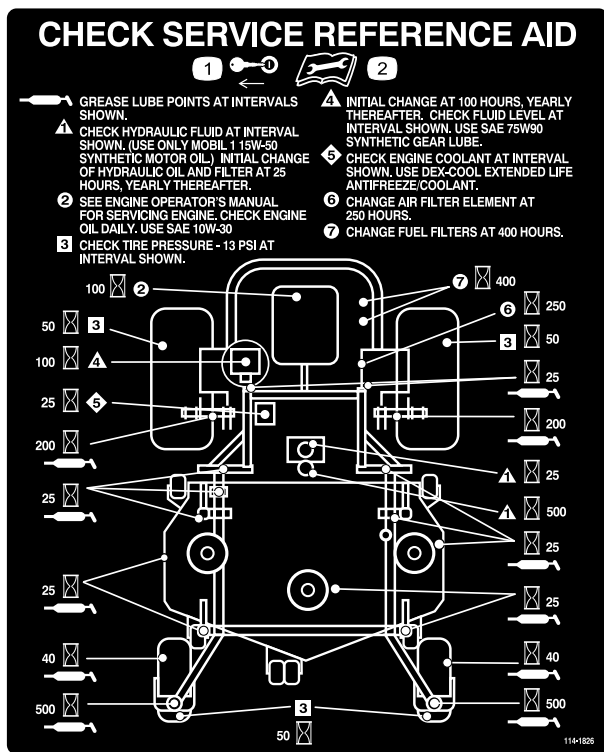 CHECK SERVICE REFERENCE AID
1 2
GREASE LUBE POINTS AT INTERVALS
SHOWN.
1 CHECK HYDRAULIC FLUID AT INTERVAL
SHOWN. (USE ONLY MOBIL 1 15W-50
SYNTHETIC MOTOR OIL.) INITIAL CHANGE
OF HYDRAULIC OIL AND FILTER AT 25
HOURS, YEARLY THEREAFTER.
2 SEE ENGINE OPERATOR'S MANUAL
FOR SERVICING ENGINE. CHECK ENGINE
OIL DAILY. USE SAE 10W-30
3 CHECK TIRE PRESSURE - 13 PSI AT
INTERVAL SHOWN.
4 INITIAL CHANGE AT 100 HOURS, YEARLY
THEREAFTER. CHECK FLUID LEVEL AT
INTERVAL SHOWN. USE SAE 75W90
SYNTHETIC GEAR LUBE.
5 CHECK ENGINE COOLANT AT INTERVAL
SHOWN. USE DEX-COOL EXTENDED LIFE
ANTIFREEZE/COOLANT.
6 CHANGE AIR FILTER ELEMENT AT
250 HOURS.
7 CHANGE FUEL FILTERS AT 400 HOURS.
100 2
50 3
100 4
25 5
200
25
25
40
500
7 400
6 250
3 50
25
200
1 25
1 500
25
25
40
500
3
50
114-1826